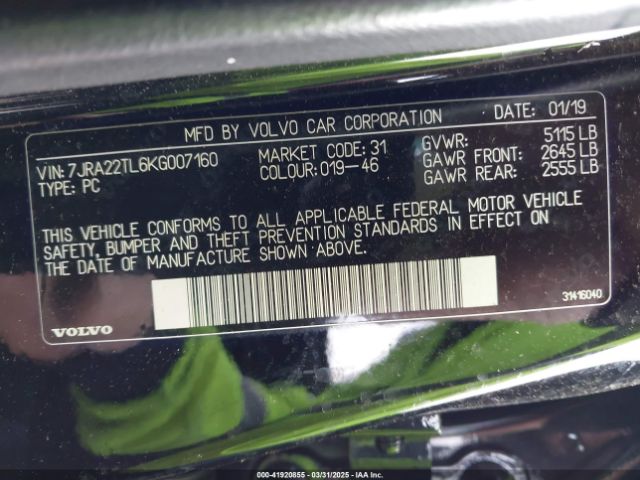 MFD BY VOLVO CAR CORPORATION DATE: 01/19
VIN: 7JRA22TL6KG007160 MARKET CODE: 31 GVWR: 5115 LB
TYPE: PC COLOUR: 019-46 GAWR FRONT: 2645 LB
GAWR REAR: 2555 LB
THIS VEHICLE CONFORMS TO ALL APPLICABLE FEDERAL MOTOR VEHICLE
SAFETY, BUMPER AND THEFT PREVENTION STANDARDS IN EFFECT ON
THE DATE OF MANUFACTURE SHOWN ABOVE.
31416040
VOLVO
000-41920855 - 03/31/2025 - COPART, INC.